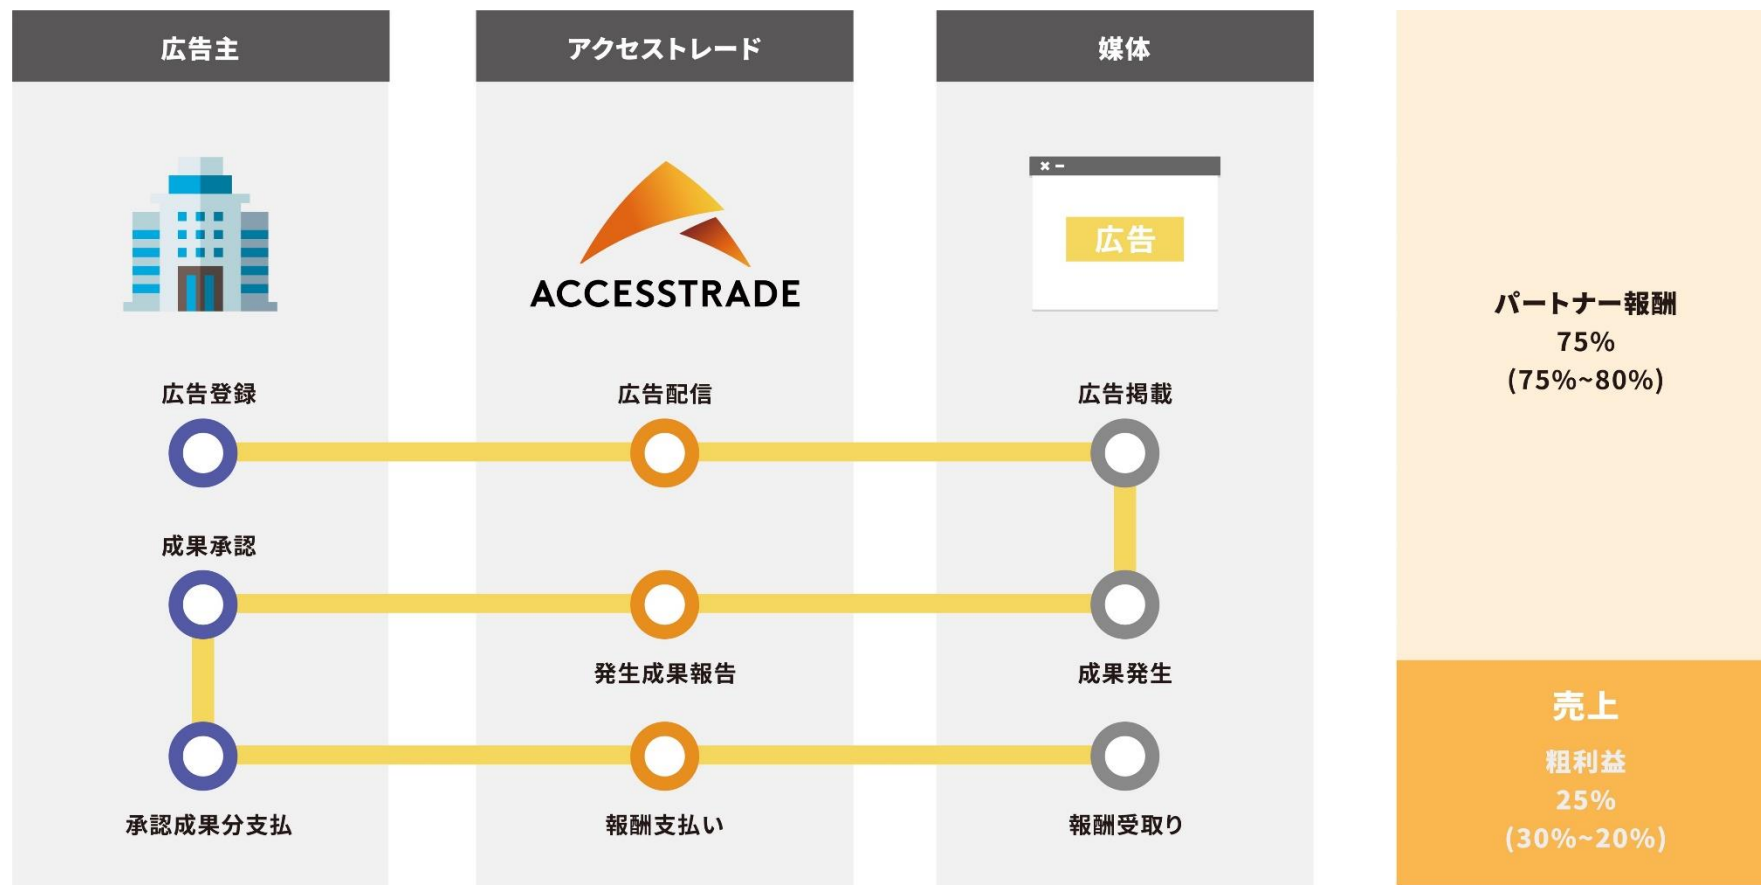 広告主
アクセストレード
媒体
広告
ACCESSTRADE
広告登録
広告配信
広告掲載
成果承認
発生成果報告
成果発生
承認成果分支払
報酬支払い
報酬受取り
パートナー報酬
75%
(75%~80%)
売上
粗利益
25%
(30%~20%)